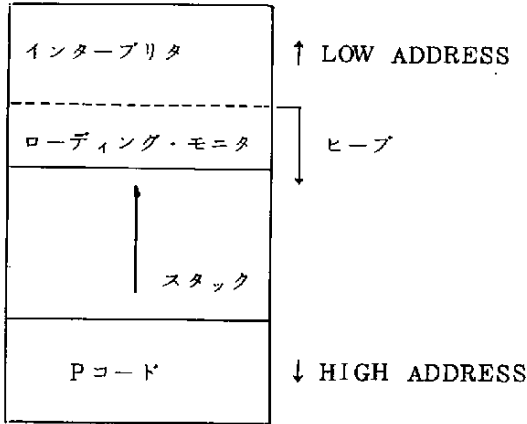 インタープリタ
↑ LOW ADDRESS
ローディング・モニタ
ヒープ
スタック
Pコード
↓ HIGH ADDRESS